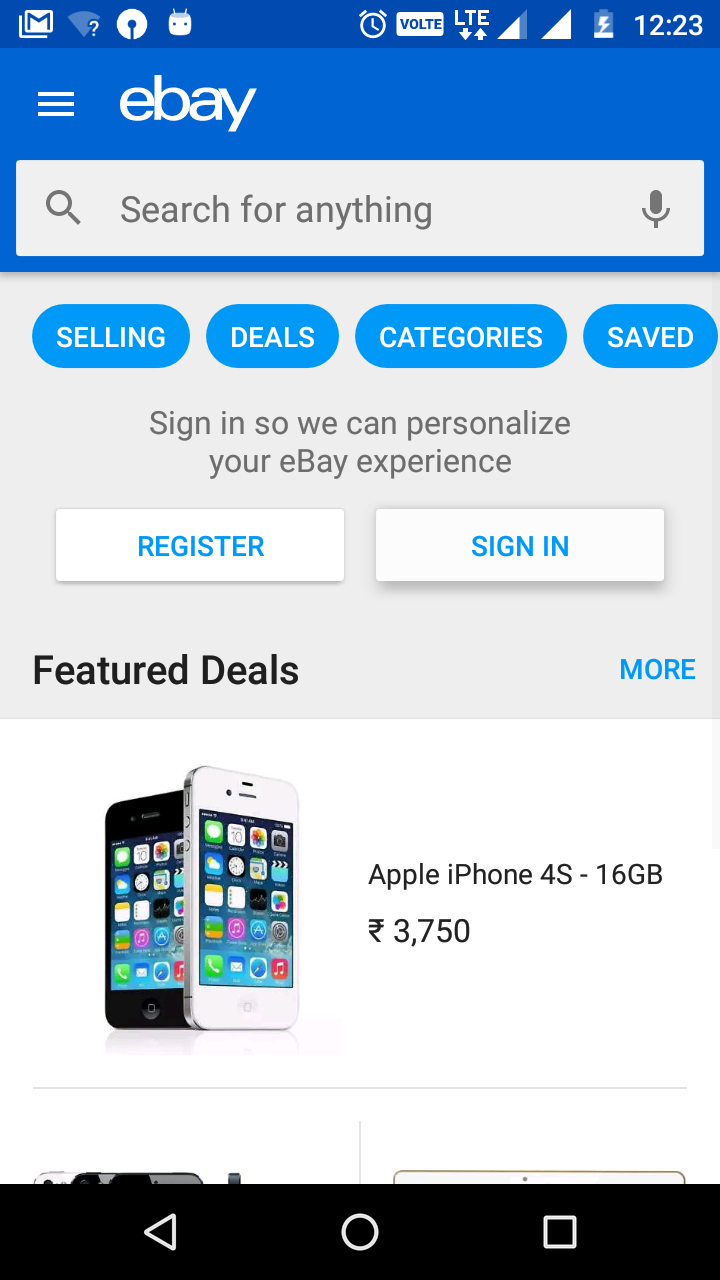 VOLTE LTE 12:23
ebay
Search for anything
SELLING DEALS CATEGORIES SAVED
Sign in so we can personalize
your eBay experience
REGISTER SIGN IN
Featured Deals MORE
Apple iPhone 4S - 16GB
₹ 3,750